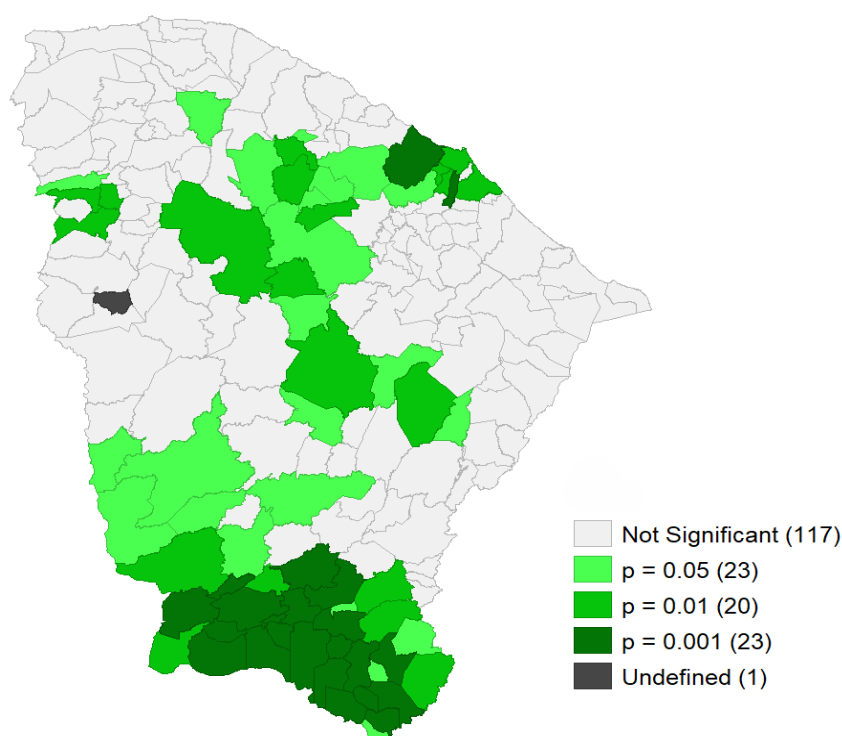 Not Significant (117)
p = 0.05 (23)
p = 0.01 (20)
p = 0.001 (23)
Undefined (1)